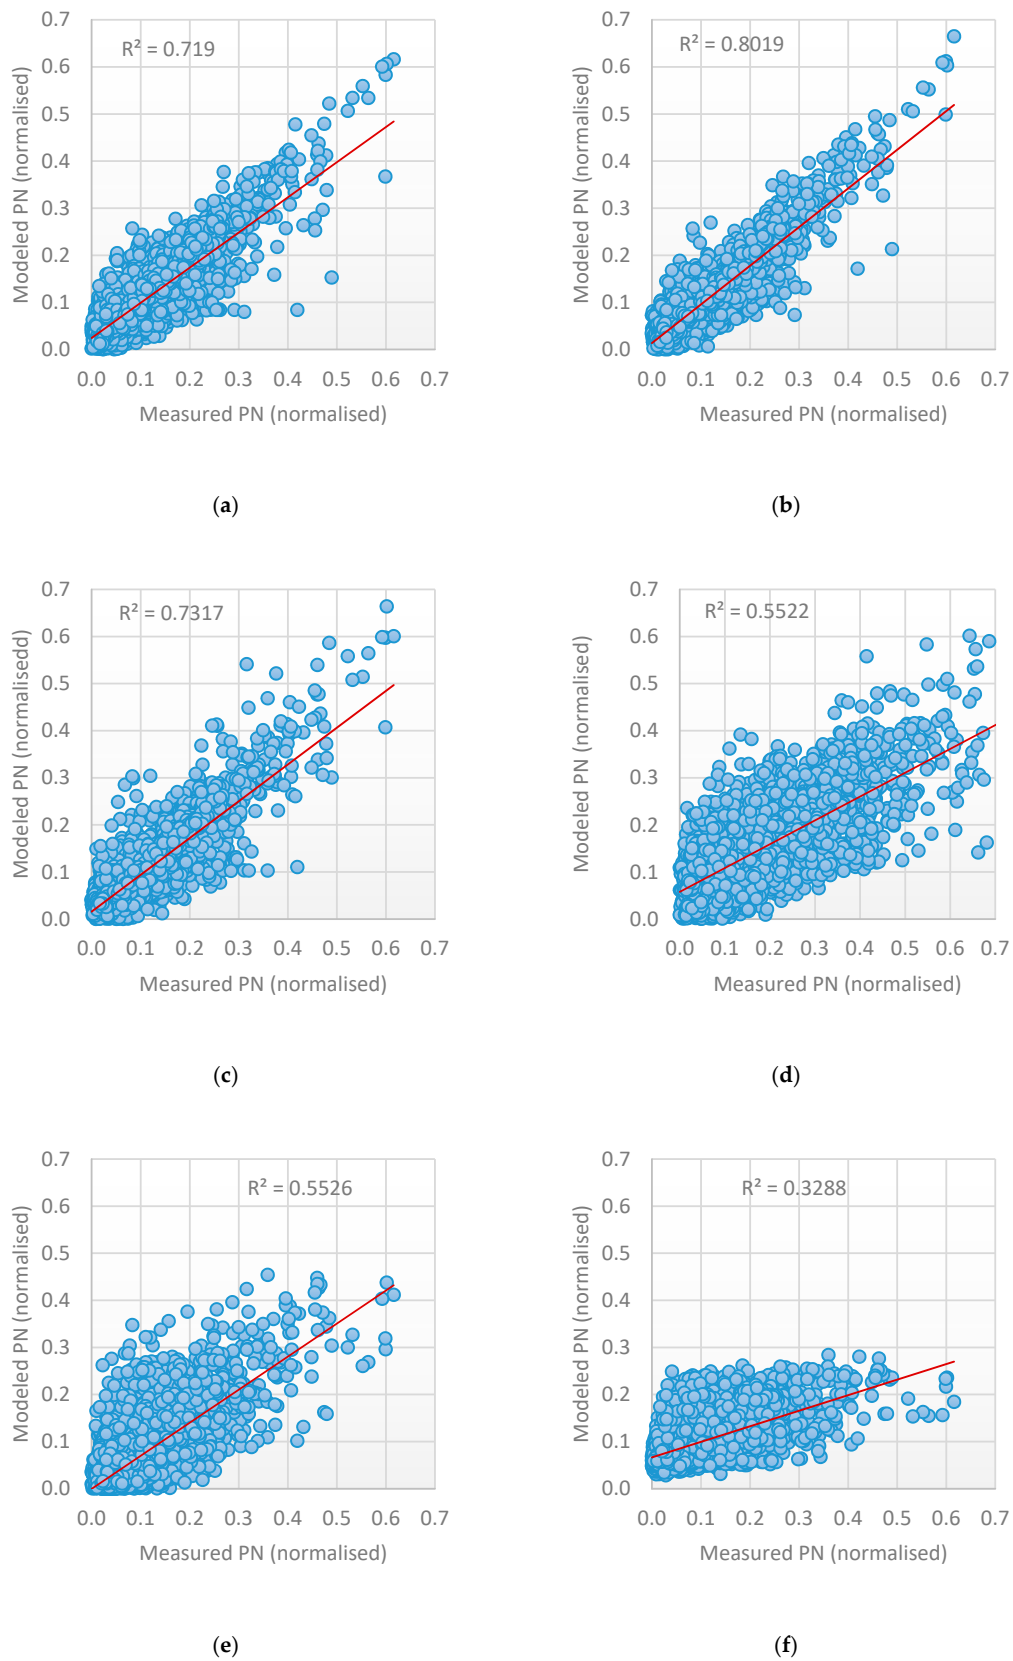 R² = 0.719
Modeled PN (normalised)
0.7
0.6
0.5
0.4
0.3
0.2
0.1
0.0
0.0 0.1 0.2 0.3 0.4 0.5 0.6 0.7
Measured PN (normalised)
(a)
R² = 0.8019
Modeled PN (normalised)
0.7
0.6
0.5
0.4
0.3
0.2
0.1
0.0
0.0 0.1 0.2 0.3 0.4 0.5 0.6 0.7
Measured PN (normalised)
(b)
R² = 0.7317
Modeled PN (normalisedd)
0.7
0.6
0.5
0.4
0.3
0.2
0.1
0.0
0.0 0.1 0.2 0.3 0.4 0.5 0.6 0.7
Measured PN (normalised)
(c)
R² = 0.5522
Modeled PN (normalised)
0.7
0.6
0.5
0.4
0.3
0.2
0.1
0.0
0.0 0.1 0.2 0.3 0.4 0.5 0.6 0.7
Measured PN (normalised)
(d)
R² = 0.5526
Modeled PN (normalised)
0.7
0.6
0.5
0.4
0.3
0.2
0.1
0.0
0.0 0.1 0.2 0.3 0.4 0.5 0.6 0.7
Measured PN (normalised)
(e)
R² = 0.3288
Modeled PN (normalised)
0.7
0.6
0.5
0.4
0.3
0.2
0.1
0.0
0.0 0.1 0.2 0.3 0.4 0.5 0.6 0.7
Measured PN (normalised)
(f)